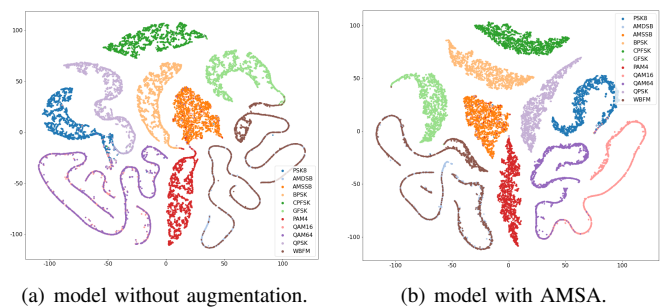 100
50
0
-50
-100
-100
-50
0
50
100
PSK8
AMDSB
AMSSB
BPSK
CPFSK
GFSK
PAM4
QAM16
QAM64
QPSK
WBFM
(a) model without augmentation.
100
50
0
-50
-100
-100
-50
0
50
100
PSK8
AMDSB
AMSSB
BPSK
CPFSK
GFSK
PAM4
QAM16
QAM64
QPSK
WBFM
(b) model with AMSA.